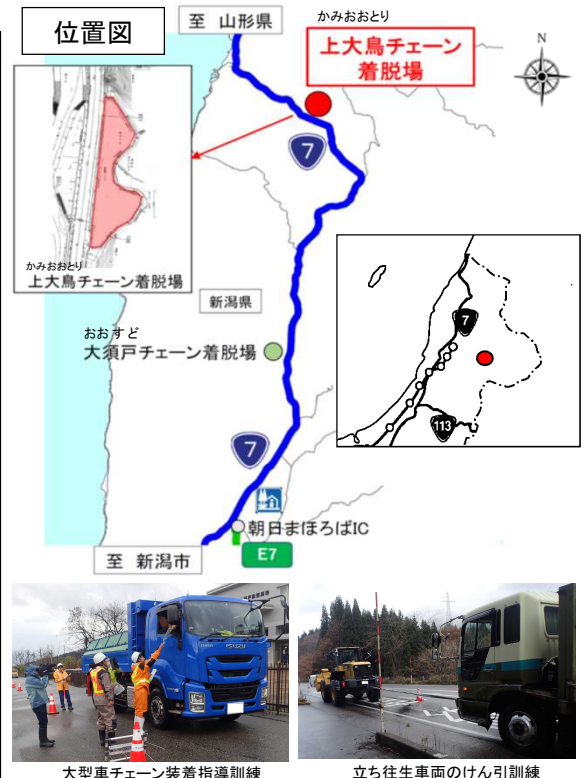 位置図
至 山形県
かみおおとり
上大鳥チェーン
着脱場
N
7
かみおおとり
上大鳥チェーン着脱場
新潟県
おおすど
大須戸チェーン着脱場
7
113
7
朝日まほろばIC
E7
至 新潟市
ISUZU
大型車チェーン装着指導訓練
立ち往生車両のけん引訓練